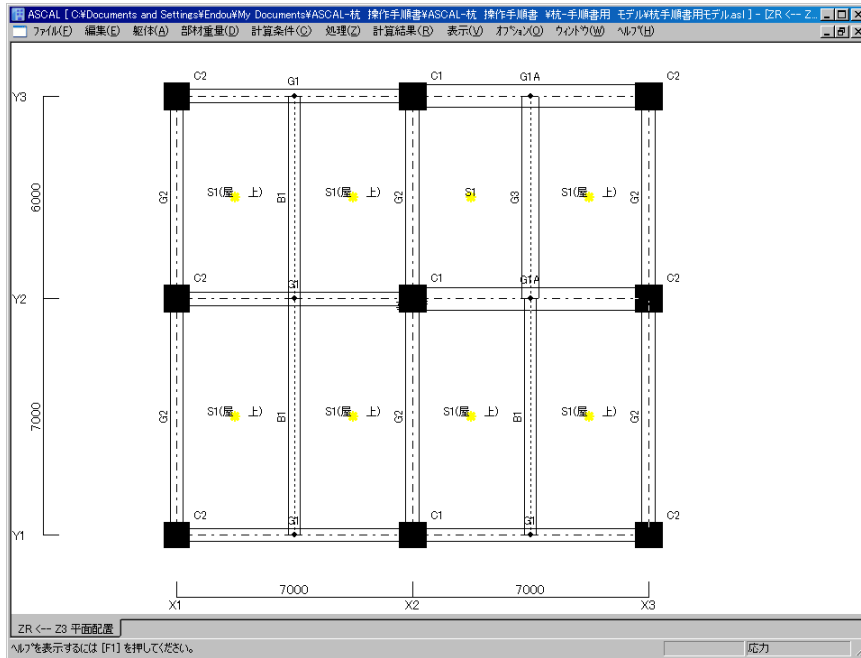 ASCAL [ C:¥Documents and Settings¥Endou¥My Documents¥ASCAL-杭 操作手順書¥ASCAL-杭 操作手順書 ¥杭-手順書用 モデル¥杭手順書用モデル.asl ] - [ZR <-- Z...
ファイル(F) 編集(E) 躯体(A) 部材重量(D) 計算条件(C) 処理(Z) 計算結果(R) 表示(V) オプション(O) ウィンドウ(W) ヘルプ(H)
C2 G1 C1 G1A C2
Y3
6000
G2 S1(屋 上) B1 S1(屋 上) G2 S1 G3 S1(屋 上) G2
C2 G1 C1 G1A C2
Y2
7000
G2 S1(屋 上) B1 S1(屋 上) G2 S1(屋 上) B1 S1(屋 上) G2
C2 G1 C1 G1 C2
Y1
7000 7000
X1 X2 X3
ZR <-- Z3 平面配置
ヘルプを表示するには [F1] を押してください。
応力